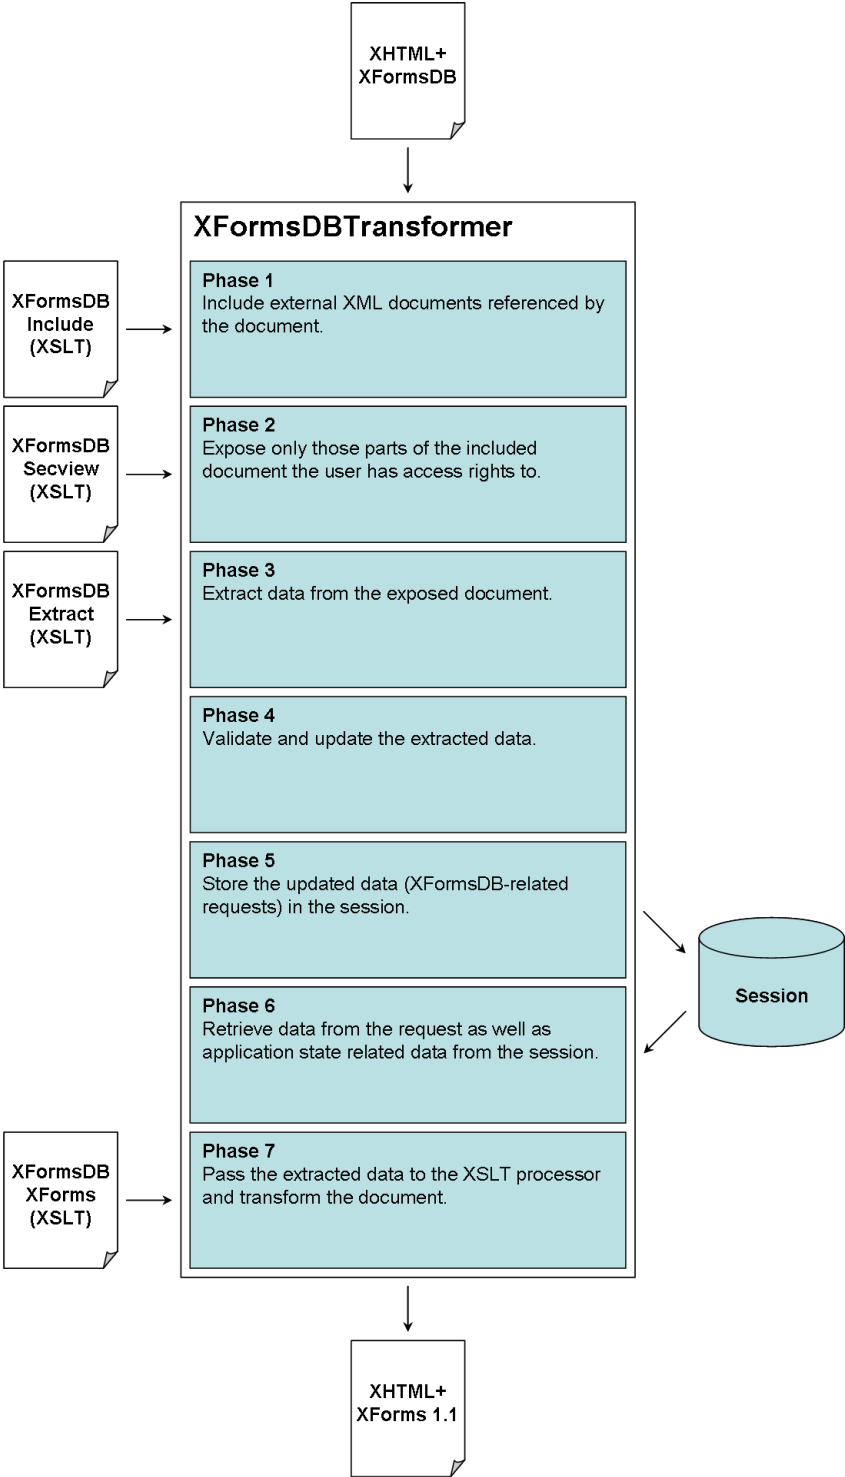 XHTML+
XFormsDB
XFormsDBTransformer
XFormsDB
Include
(XSLT)
Phase 1
Include external XML documents referenced by
the document.
XFormsDB
Secview
(XSLT)
Phase 2
Expose only those parts of the included
document the user has access rights to.
XFormsDB
Extract
(XSLT)
Phase 3
Extract data from the exposed document.
Phase 4
Validate and update the extracted data.
Phase 5
Store the updated data (XFormsDB-related
requests) in the session.
Session
Phase 6
Retrieve data from the request as well as
application state related data from the session.
XFormsDB
XForms
(XSLT)
Phase 7
Pass the extracted data to the XSLT processor
and transform the document.
XHTML+
XForms 1.1